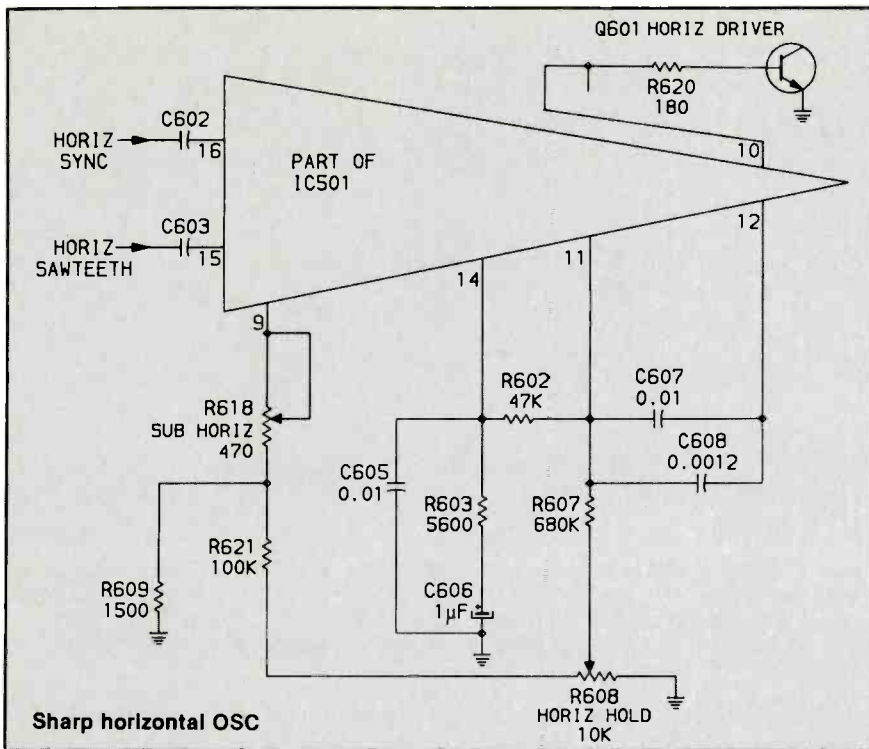 Q601 HORIZ DRIVER
R620
180
C602
HORIZ
SYNC
16
PART OF
IC501
10
12
C603
HORIZ
SAWTEETH
15
14
11
9
R602
47K
C607
0.01
R618
SUB HORIZ
470
C608
0.0012
C605
0.01
R603
5600
R607
680K
R621
100K
R609
1500
C606
+
1µF
R608
HORIZ HOLD
10K
Sharp horizontal OSC